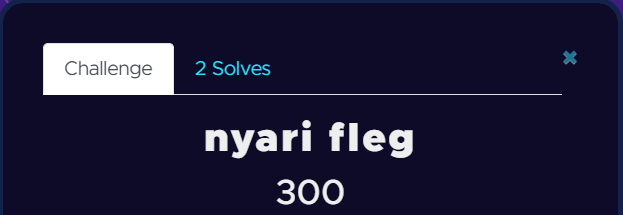 Challenge
2 Solves
nyari fleg
300